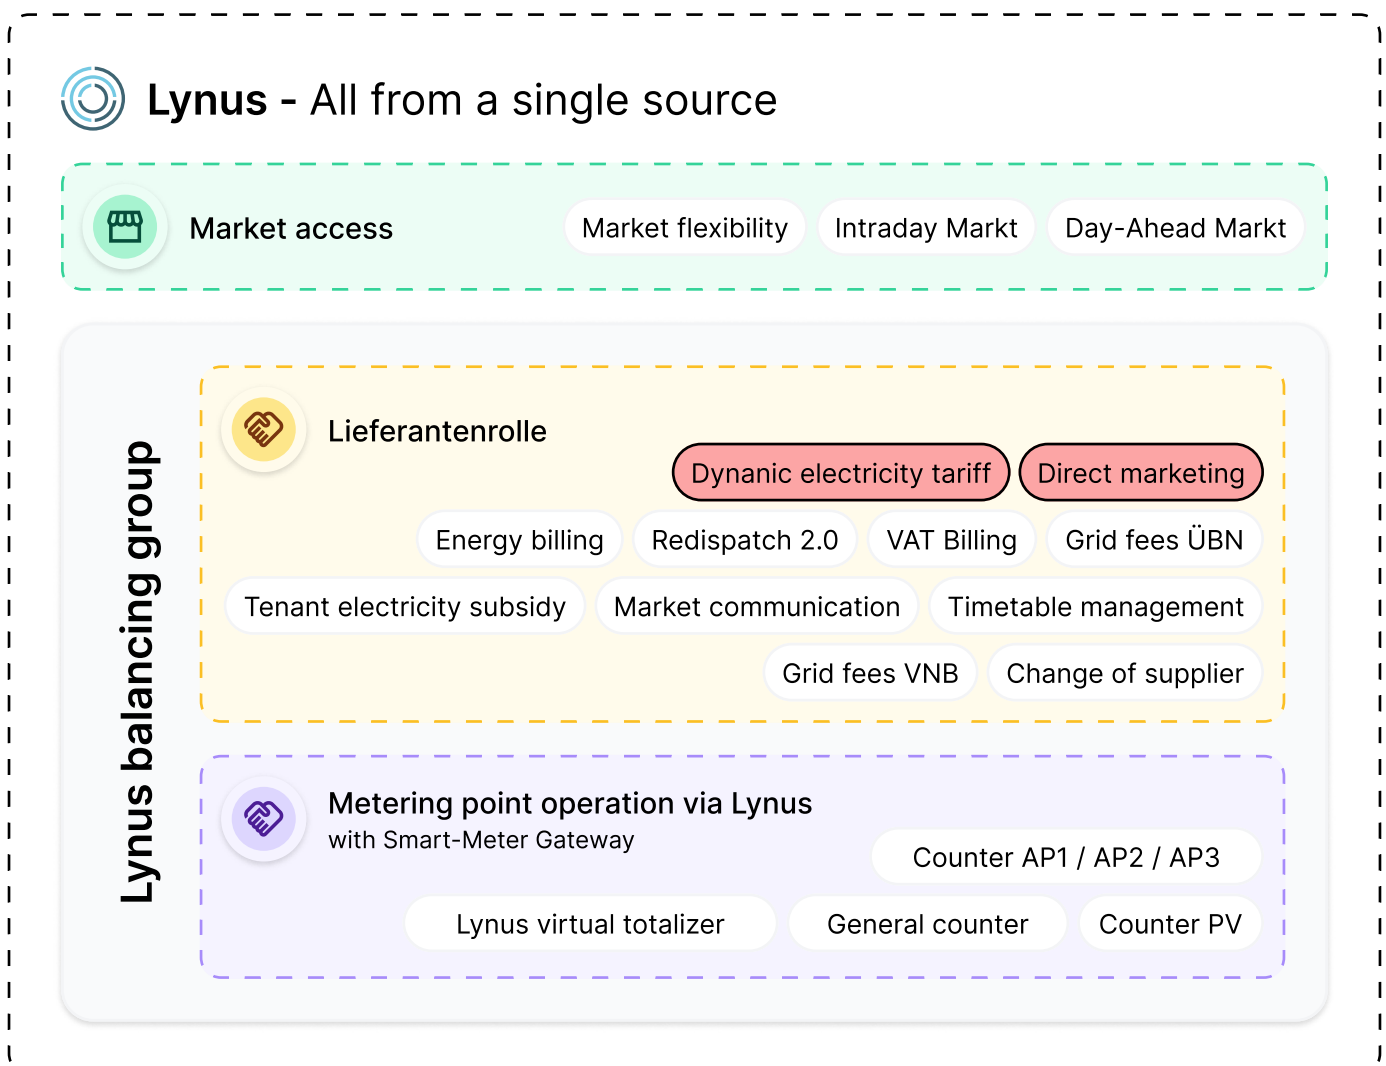 Lynus - All from a single source
Market access
Market flexibility
Intraday Markt
Day-Ahead Markt
Lynus balancing group
Lieferantenrolle
Dynanic electricity tariff
Direct marketing
Energy billing
Redispatch 2.0
VAT Billing
Grid fees ÜBN
Tenant electricity subsidy
Market communication
Timetable management
Grid fees VNB
Change of supplier
Metering point operation via Lynus
with Smart-Meter Gateway
Counter AP1 / AP2 / AP3
Lynus virtual totalizer
General counter
Counter PV